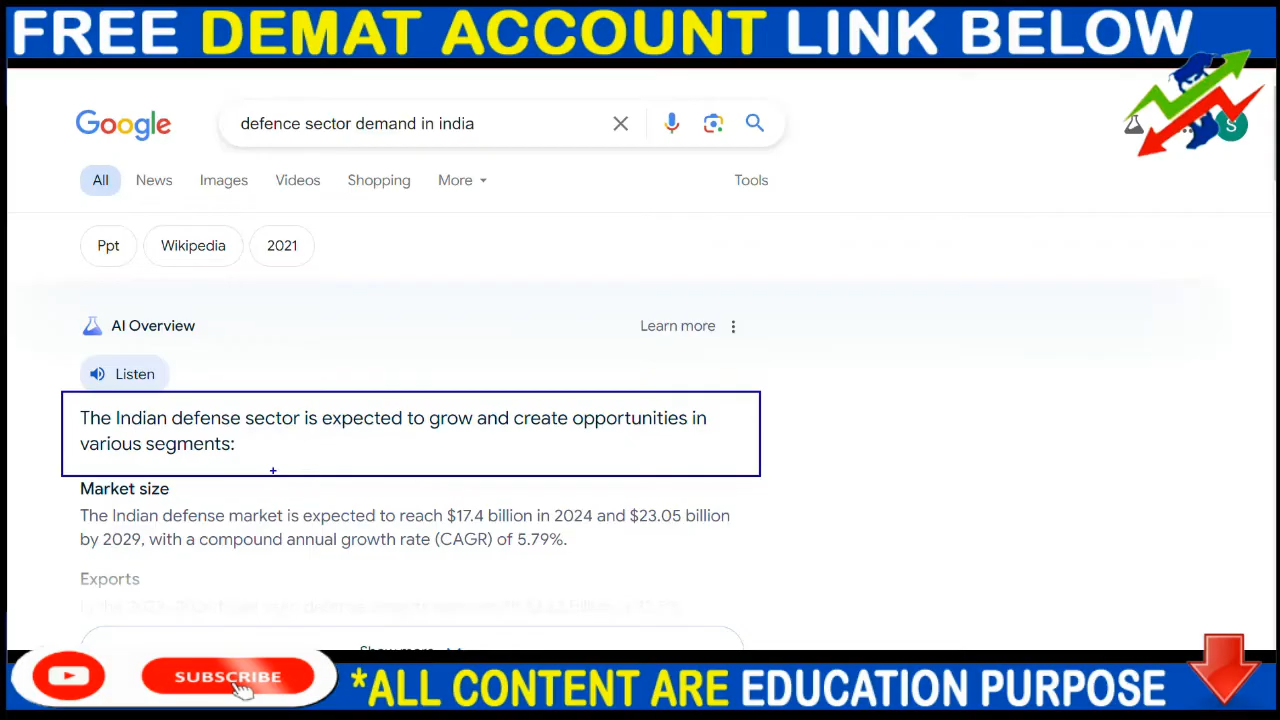 FREE DEMAT ACCOUNT LINK BELOW
Google
defence sector demand in india
S
All News Images Videos Shopping More Tools
Ppt Wikipedia 2021
AI Overview Learn more
Listen
The Indian defense sector is expected to grow and create opportunities in
various segments:
Market size
The Indian defense market is expected to reach $17.4 billion in 2024 and $23.05 billion
by 2029, with a compound annual growth rate (CAGR) of 5.79%.
Exports
Show more
SUBSCRIBE
*ALL CONTENT ARE EDUCATION PURPOSE